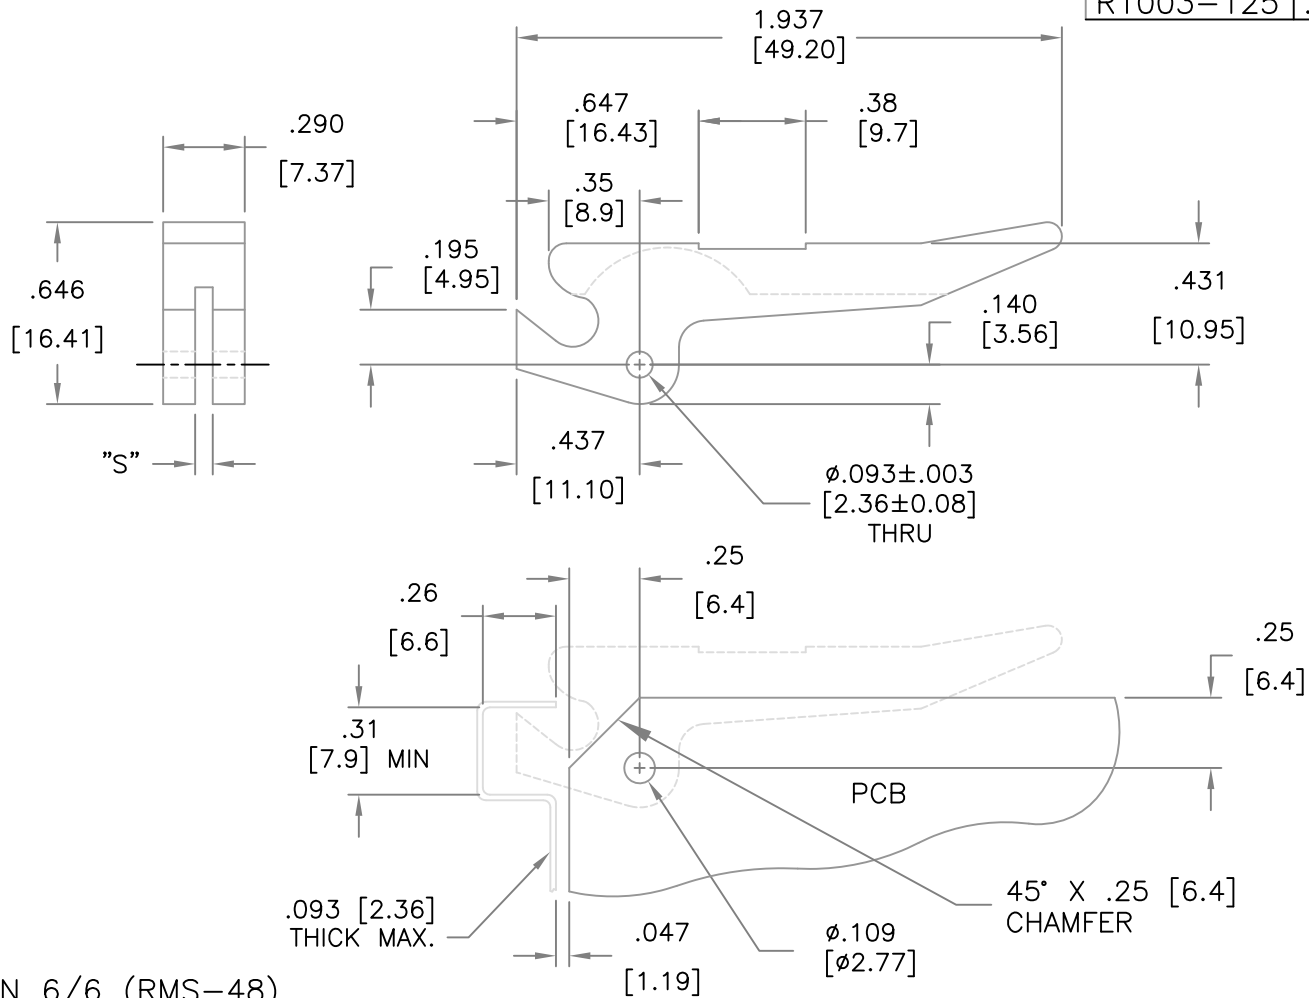 R1003-125
1.937
[49.20]
.647
[16.43]
.38
[9.7]
.290
[7.37]
.35
[8.9]
.195
[4.95]
.646
[16.41]
.431
[10.95]
.140
[3.56]
"S"
.437
[11.10]
ø.093±.003
[2.36±0.08]
THRU
.25
[6.4]
.26
[6.6]
.25
[6.4]
.31
[7.9] MIN
PCB
45° X .25 [6.4]
CHAMFER
.093 [2.36]
THICK MAX.
.047
[1.19]
ø.109
[ø2.77]
N 6/6 (RMS-48)